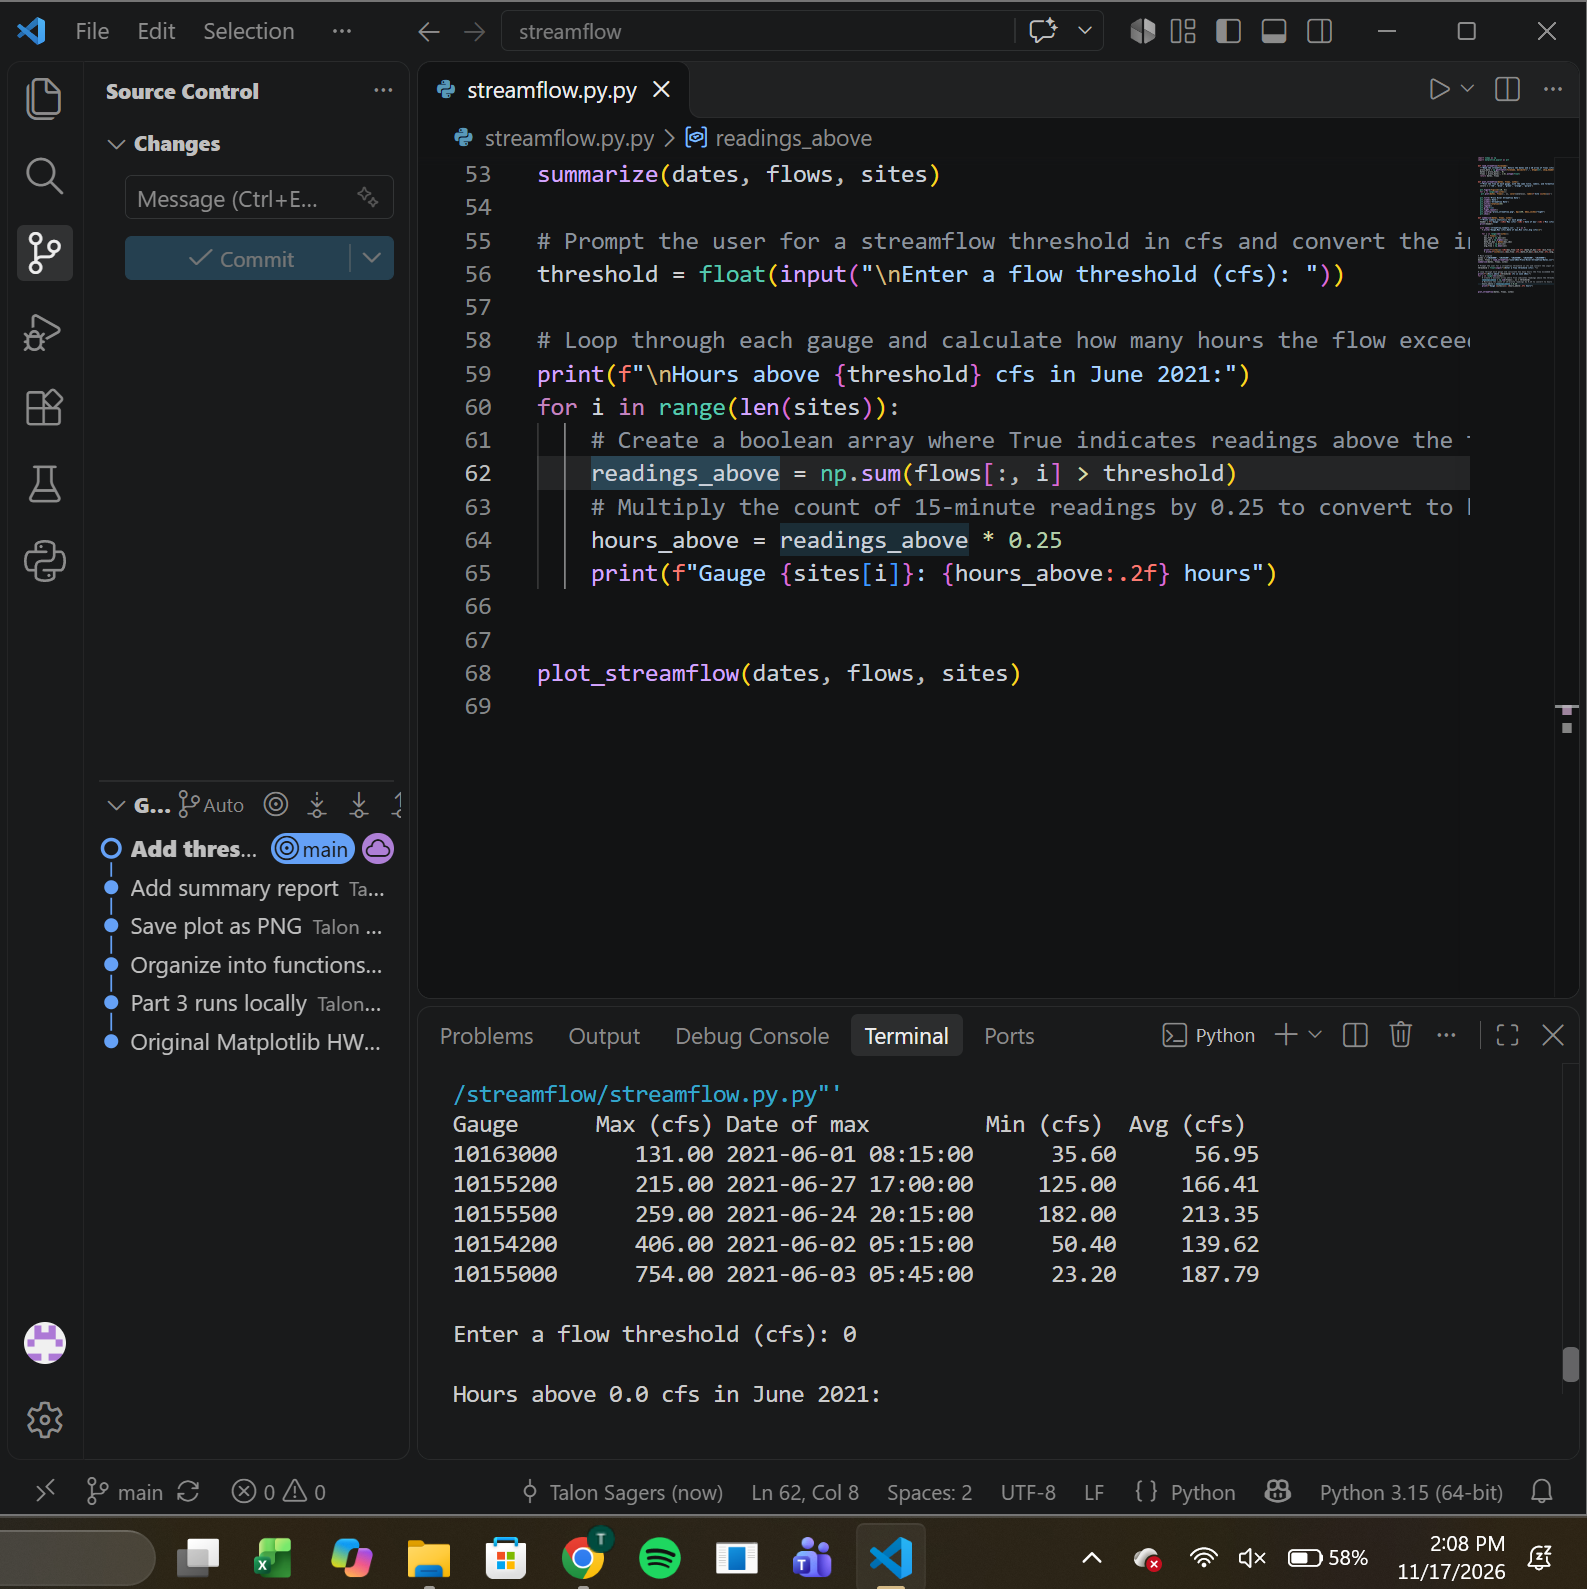 File Edit Selection ··· streamflow
Source Control ···
Changes
Message (Ctrl+E...
Commit
G... Auto
Add thres... main
Add summary report Ta...
Save plot as PNG Talon ...
Organize into functions...
Part 3 runs locally Talon...
Original Matplotlib HW...
streamflow.py.py
streamflow.py.py > readings_above
53 summarize(dates, flows, sites)
54
55 # Prompt the user for a streamflow threshold in cfs and convert the i
56 threshold = float(input("\nEnter a flow threshold (cfs): "))
57
58 # Loop through each gauge and calculate how many hours the flow excee
59 print(f"\nHours above {threshold} cfs in June 2021:")
60 for i in range(len(sites)):
61 # Create a boolean array where True indicates readings above the
62 readings_above = np.sum(flows[:, i] > threshold)
63 # Multiply the count of 15-minute readings by 0.25 to convert to
64 hours_above = readings_above * 0.25
65 print(f"Gauge {sites[i]}: {hours_above:.2f} hours")
66
67
68 plot_streamflow(dates, flows, sites)
69
Problems Output Debug Console Terminal Ports Python
/streamflow/streamflow.py.py"'
Gauge Max (cfs) Date of max Min (cfs) Avg (cfs)
10163000 131.00 2021-06-01 08:15:00 35.60 56.95
10155200 215.00 2021-06-27 17:00:00 125.00 166.41
10155500 259.00 2021-06-24 20:15:00 182.00 213.35
10154200 406.00 2021-06-02 05:15:00 50.40 139.62
10155000 754.00 2021-06-03 05:45:00 23.20 187.79
Enter a flow threshold (cfs): 0
Hours above 0.0 cfs in June 2021:
main 0 0 Talon Sagers (now) Ln 62, Col 8 Spaces: 2 UTF-8 LF {} Python Python 3.15 (64-bit)
T
58% 2:08 PM
11/17/2026